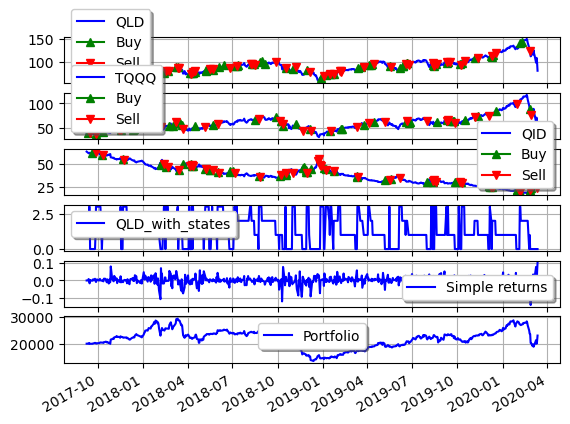 QLD
Buy
Sell
150
100
TQQQ
Buy
Sell
100
50
QID
Buy
Sell
50
25
QLD_with_states
2.5
0.0
0.1
0.0
−0.1
Simple returns
30000
20000
Portfolio
2017-10
2018-01
2018-04
2018-07
2018-10
2019-01
2019-04
2019-07
2019-10
2020-01
2020-04